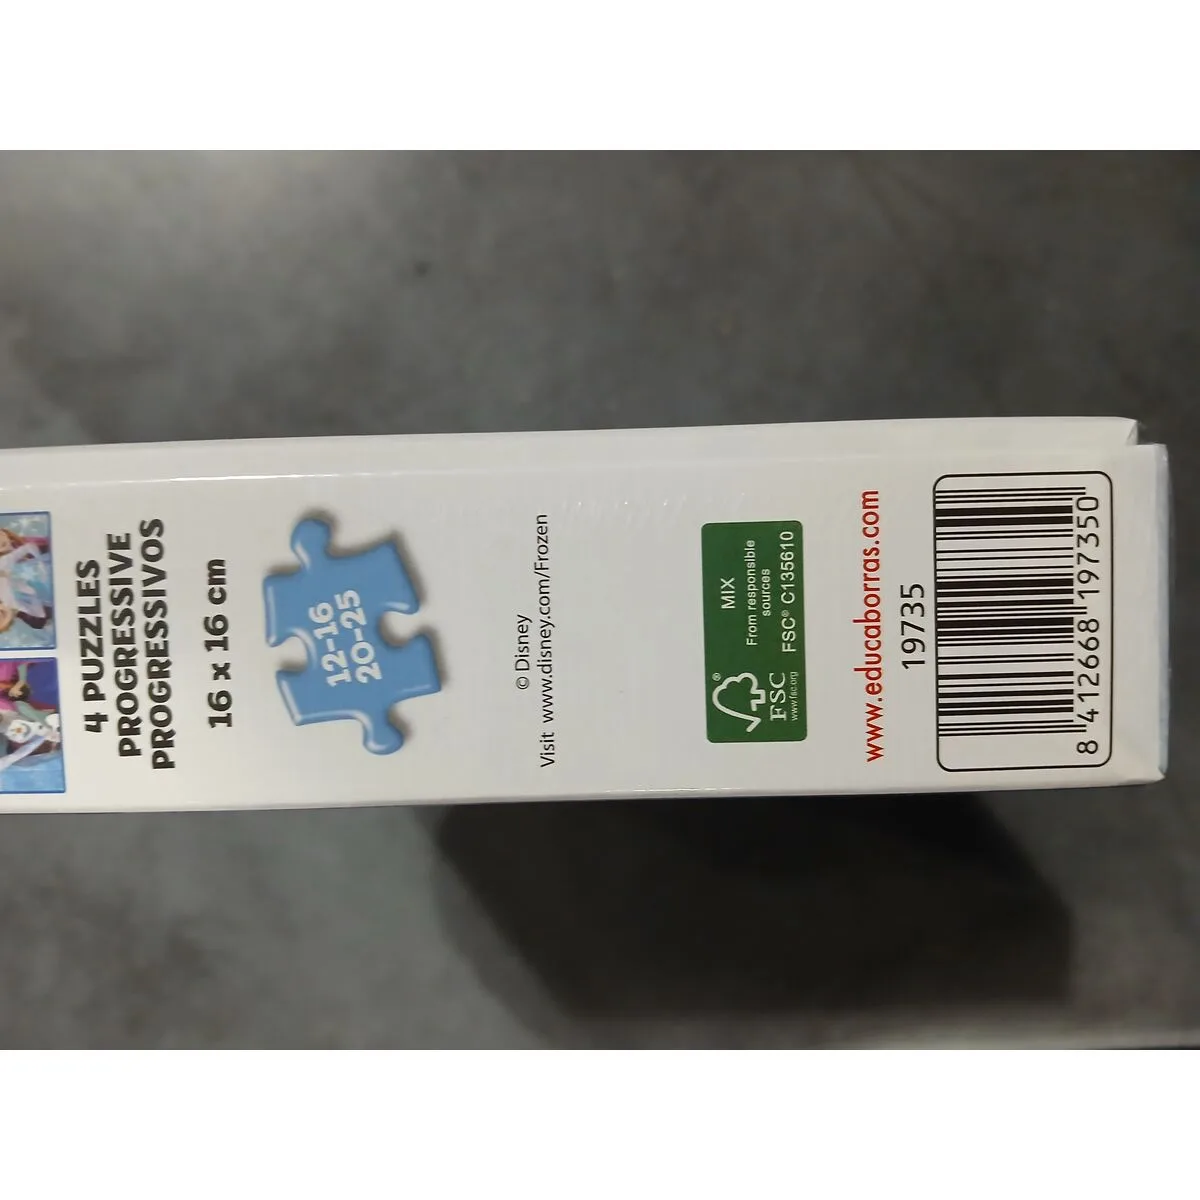 4 PUZZLES
PROGRESSIVE
PROGRESSIVOS
16 x 16 cm
12-16
20-25
© Disney
Visit www.disney.com/Frozen
FSC®
www.fsc.org
MIX
From responsible
sources
FSC® C135610
www.educaborras.com
19735
8 412668 197350